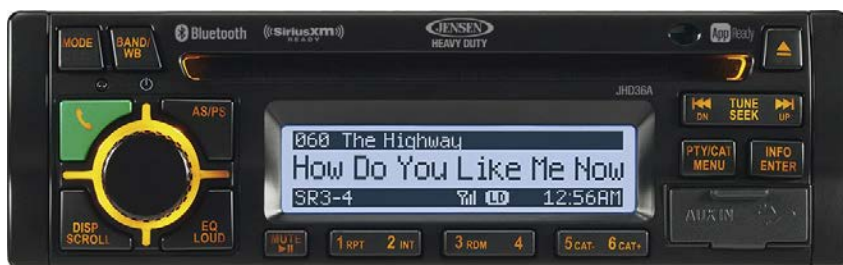 MODE
BAND/
WB
Bluetooth
((SiriusXM))
READY
JENSEN
HEAVY DUTY
App Ready
JHD36A
AS/PS
DN
TUNE
SEEK
UP
060 The Highway
How Do You Like Me Now
SR3-4
LD
12:56AM
PTY/CAT
MENU
INFO
ENTER
AUX IN
DISP
SCROLL
EQ
LOUD
MUTE
1 RPT 2 INT
3 RDM 4
5 CAT- 6 CAT+